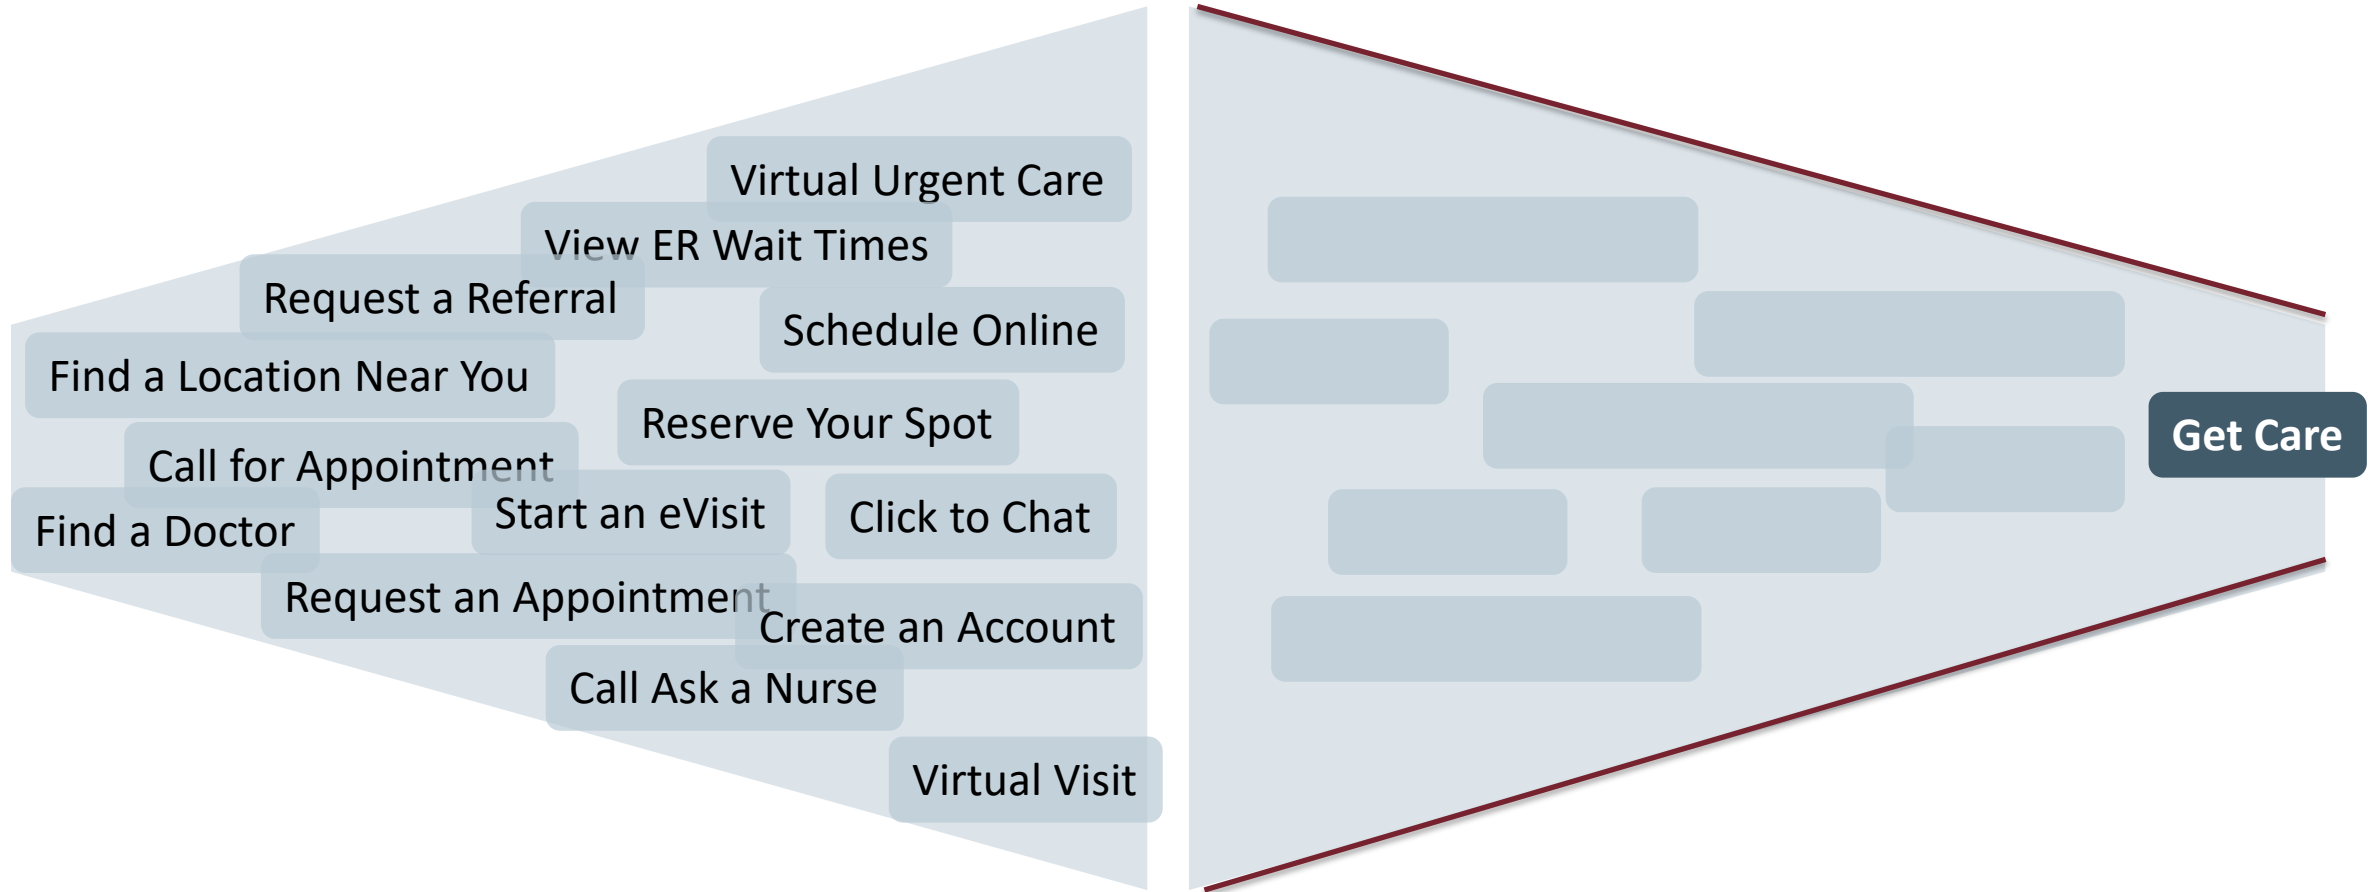 Virtual Urgent Care
View ER Wait Times
Request a Referral
Schedule Online
Find a Location Near You
Reserve Your Spot
Call for Appointment
Start an eVisit
Click to Chat
Find a Doctor
Request an Appointment
Create an Account
Call Ask a Nurse
Virtual Visit
Get Care